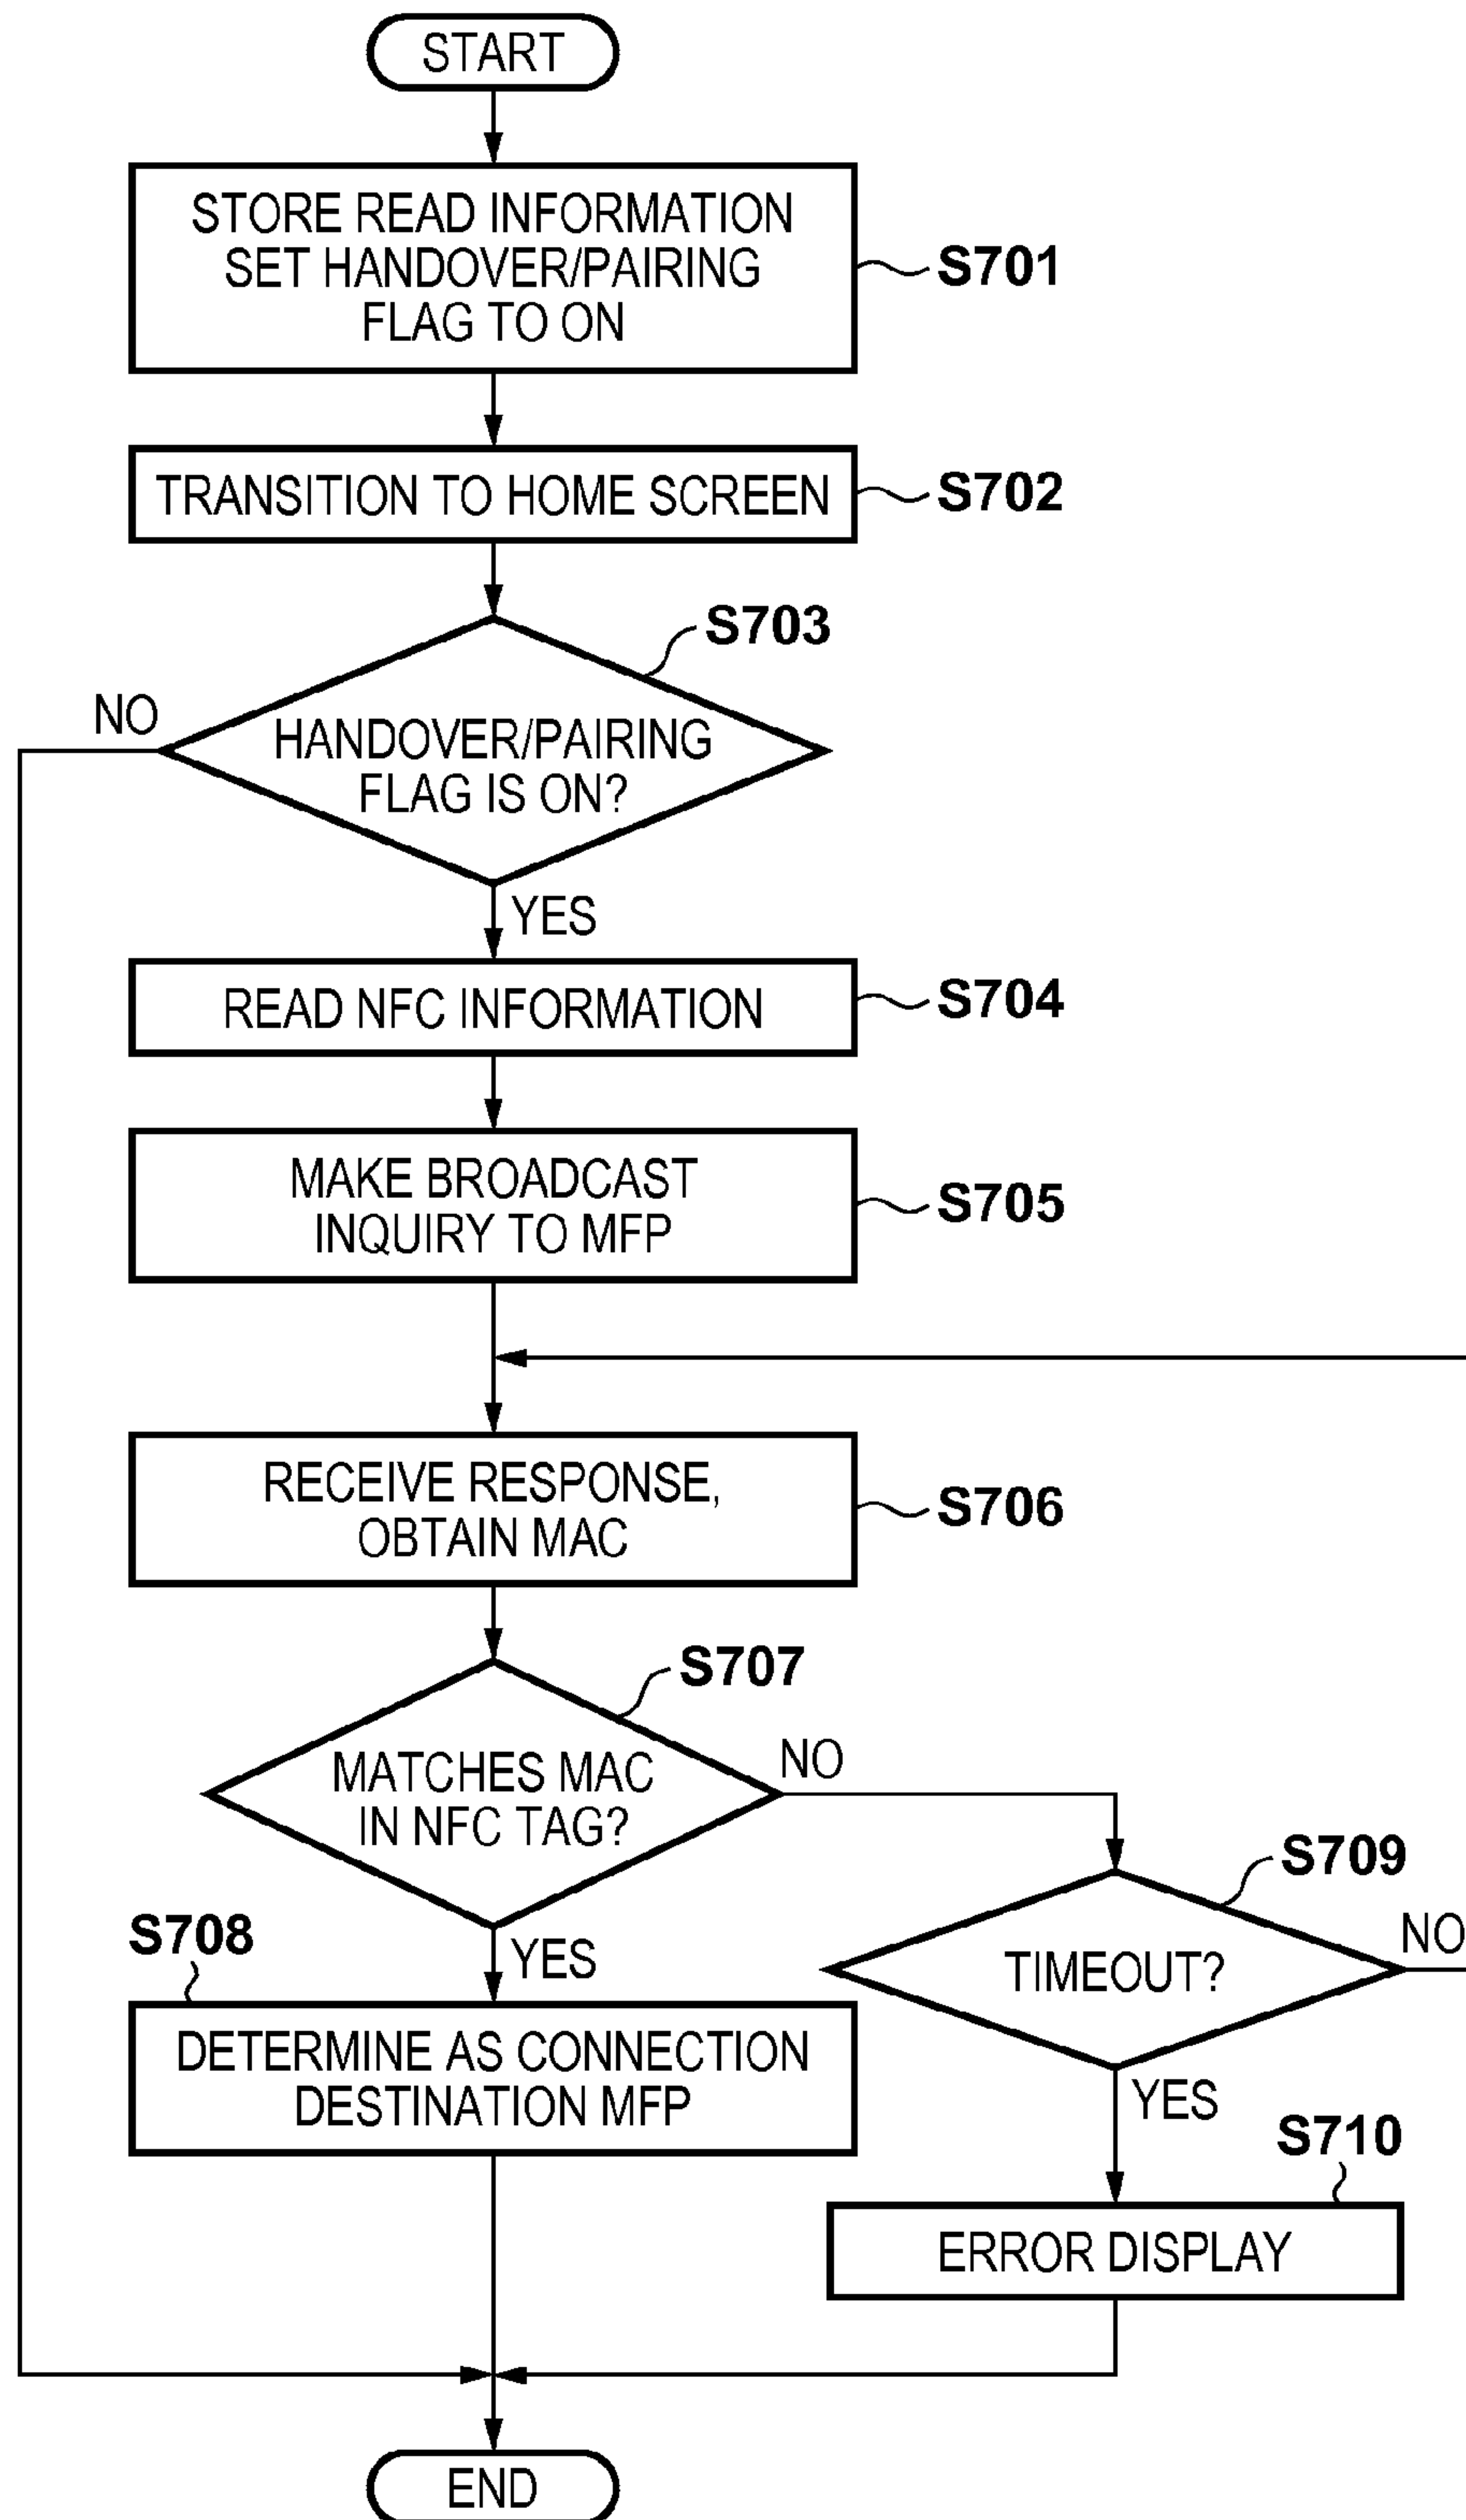 START
STORE READ INFORMATION
SET HANDOVER/PAIRING
FLAG TO ON
S701
TRANSITION TO HOME SCREEN
S702
S703
NO
HANDOVER/PAIRING
FLAG IS ON?
YES
READ NFC INFORMATION
S704
MAKE BROADCAST
INQUIRY TO MFP
S705
RECEIVE RESPONSE,
OBTAIN MAC
S706
S707
MATCHES MAC
IN NFC TAG?
NO
S709
TIMEOUT?
NO
S708
YES
DETERMINE AS CONNECTION
DESTINATION MFP
YES
S710
ERROR DISPLAY
END